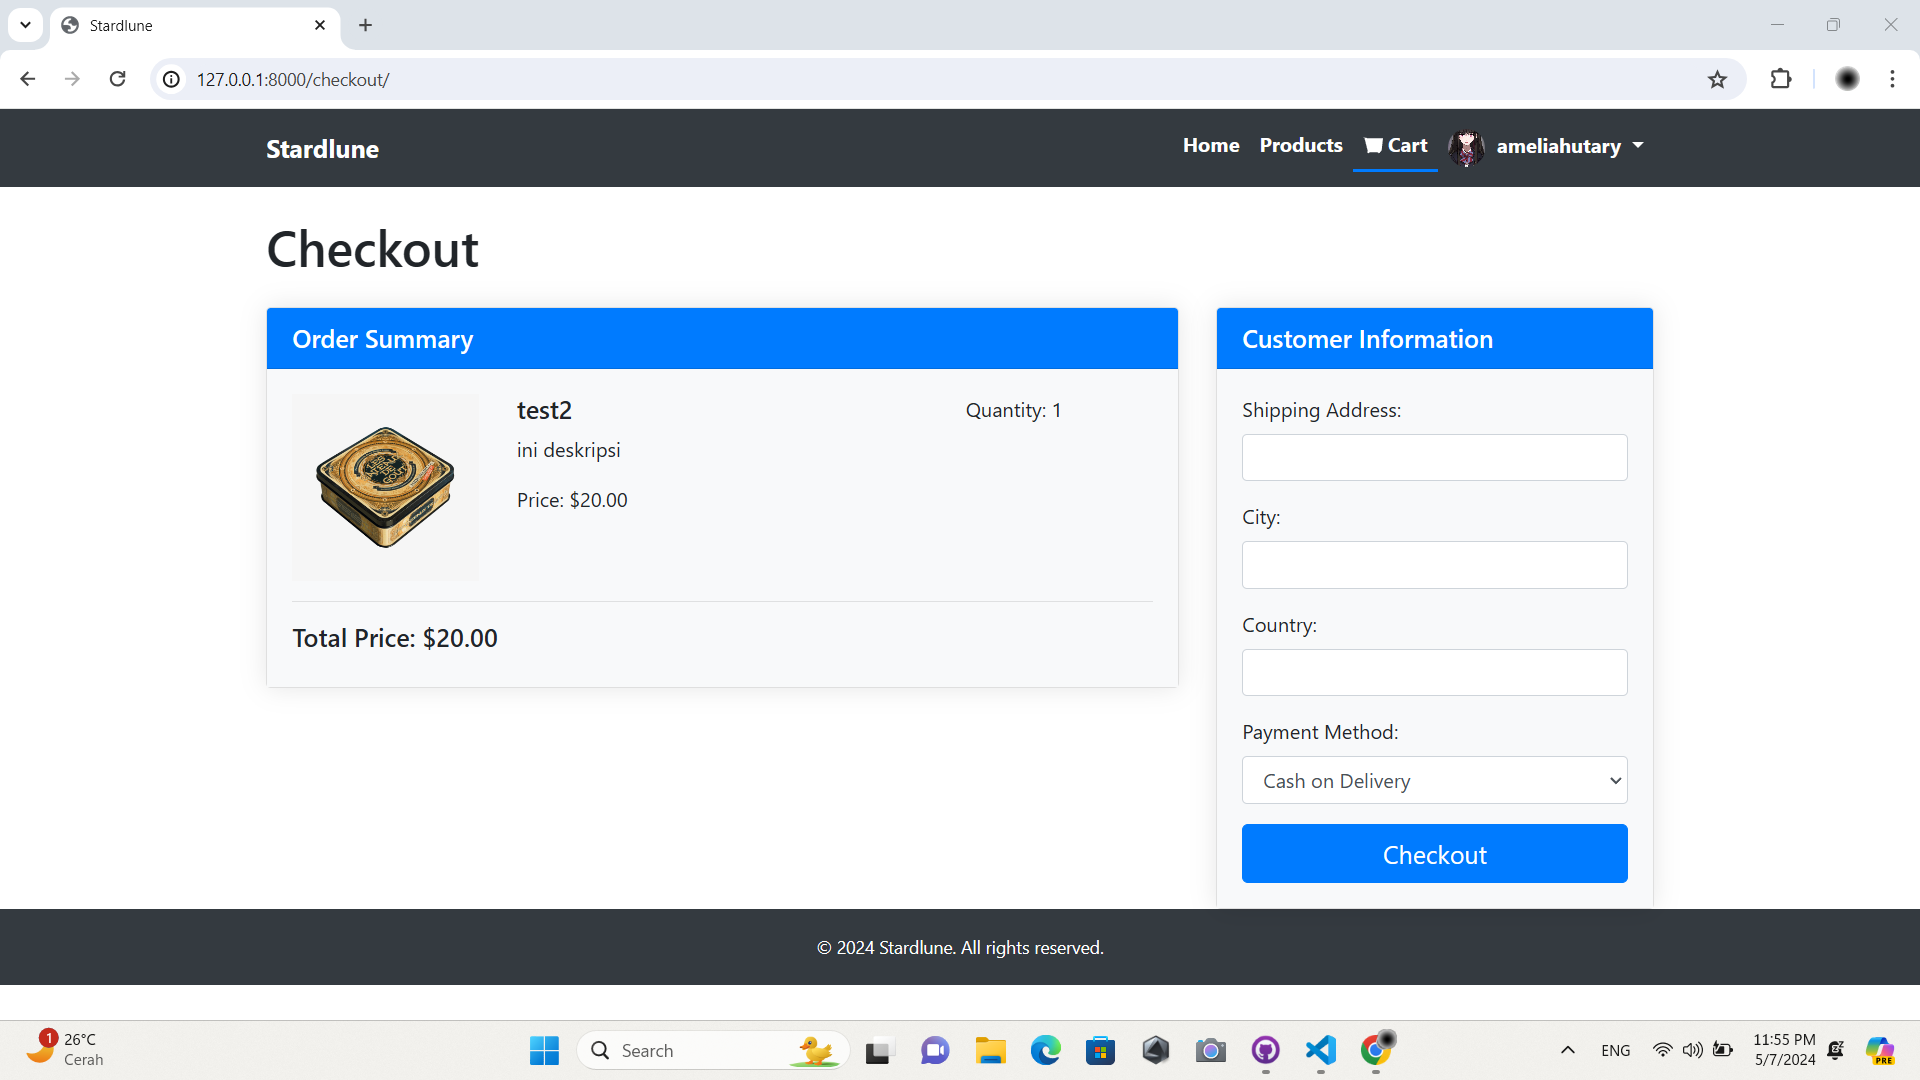 Stardlune
127.0.0.1:8000/checkout/
Stardlune
Home
Products
Cart
ameliahutary
Checkout
Order Summary
test2
Quantity: 1
ini deskripsi
Price: $20.00
Total Price: $20.00
Customer Information
Shipping Address:
City:
Country:
Payment Method:
Cash on Delivery
Checkout
© 2024 Stardlune. All rights reserved.
1
26°C
Cerah
Search
ENG
11:55 PM
5/7/2024
PRE